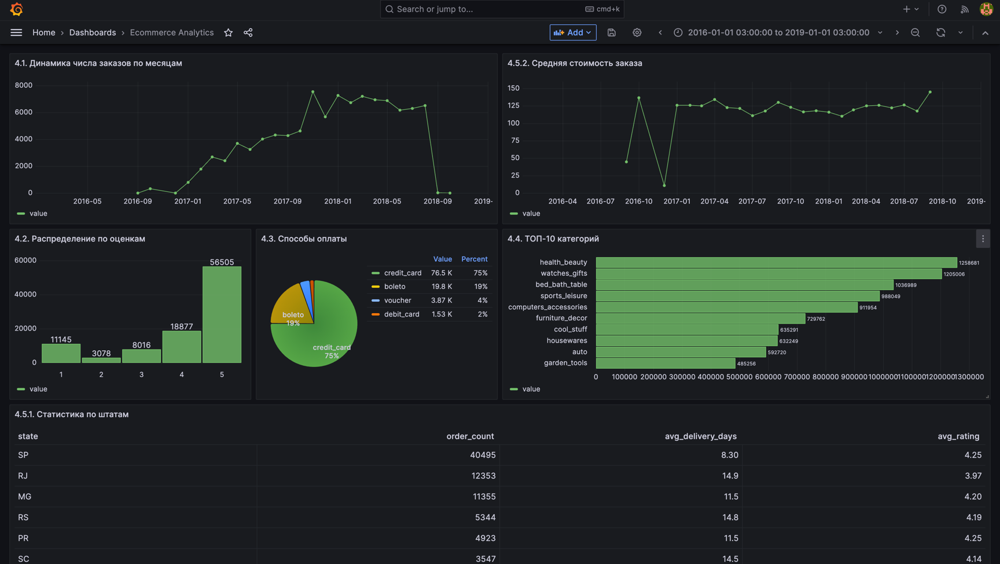 Search or jump to... cmd+k
Home › Dashboards › Ecommerce Analytics
Add
2016-01-01 03:00:00 to 2019-01-01 03:00:00
4.1. Динамика числа заказов по месяцам
8000
6000
4000
2000
0
2016-05 2016-09 2017-01 2017-05 2017-09 2018-01 2018-05 2018-09 2019-
value
4.5.2. Средняя стоимость заказа
150
125
100
75
50
25
0
2016-04 2016-07 2016-10 2017-01 2017-04 2017-07 2017-10 2018-01 2018-04 2018-07 2018-10 2019-
value
4.2. Распределение по оценкам
60000
40000
20000
0
11145 3078 8016 18877 56505
1 2 3 4 5
value
4.3. Способы оплаты
boleto
19%
credit_card
75%
Value Percent
credit_card 76.5 K 75%
boleto 19.8 K 19%
voucher 3.87 K 4%
debit_card 1.53 K 2%
4.4. ТОП-10 категорий
health_beauty 1258681
watches_gifts 1205006
bed_bath_table 1036989
sports_leisure 988049
computers_accessories 911954
furniture_decor 729762
cool_stuff 635291
housewares 632249
auto 592720
garden_tools 485256
0 100000 200000 300000 400000 500000 600000 700000 800000 900000 1000000 1100000 1200000 1300000
value
4.5.1. Статистика по штатам
state order_count avg_delivery_days avg_rating
SP 40495 8.30 4.25
RJ 12353 14.9 3.97
MG 11355 11.5 4.20
RS 5344 14.8 4.19
PR 4923 11.5 4.25
SC 3547 14.5 4.14